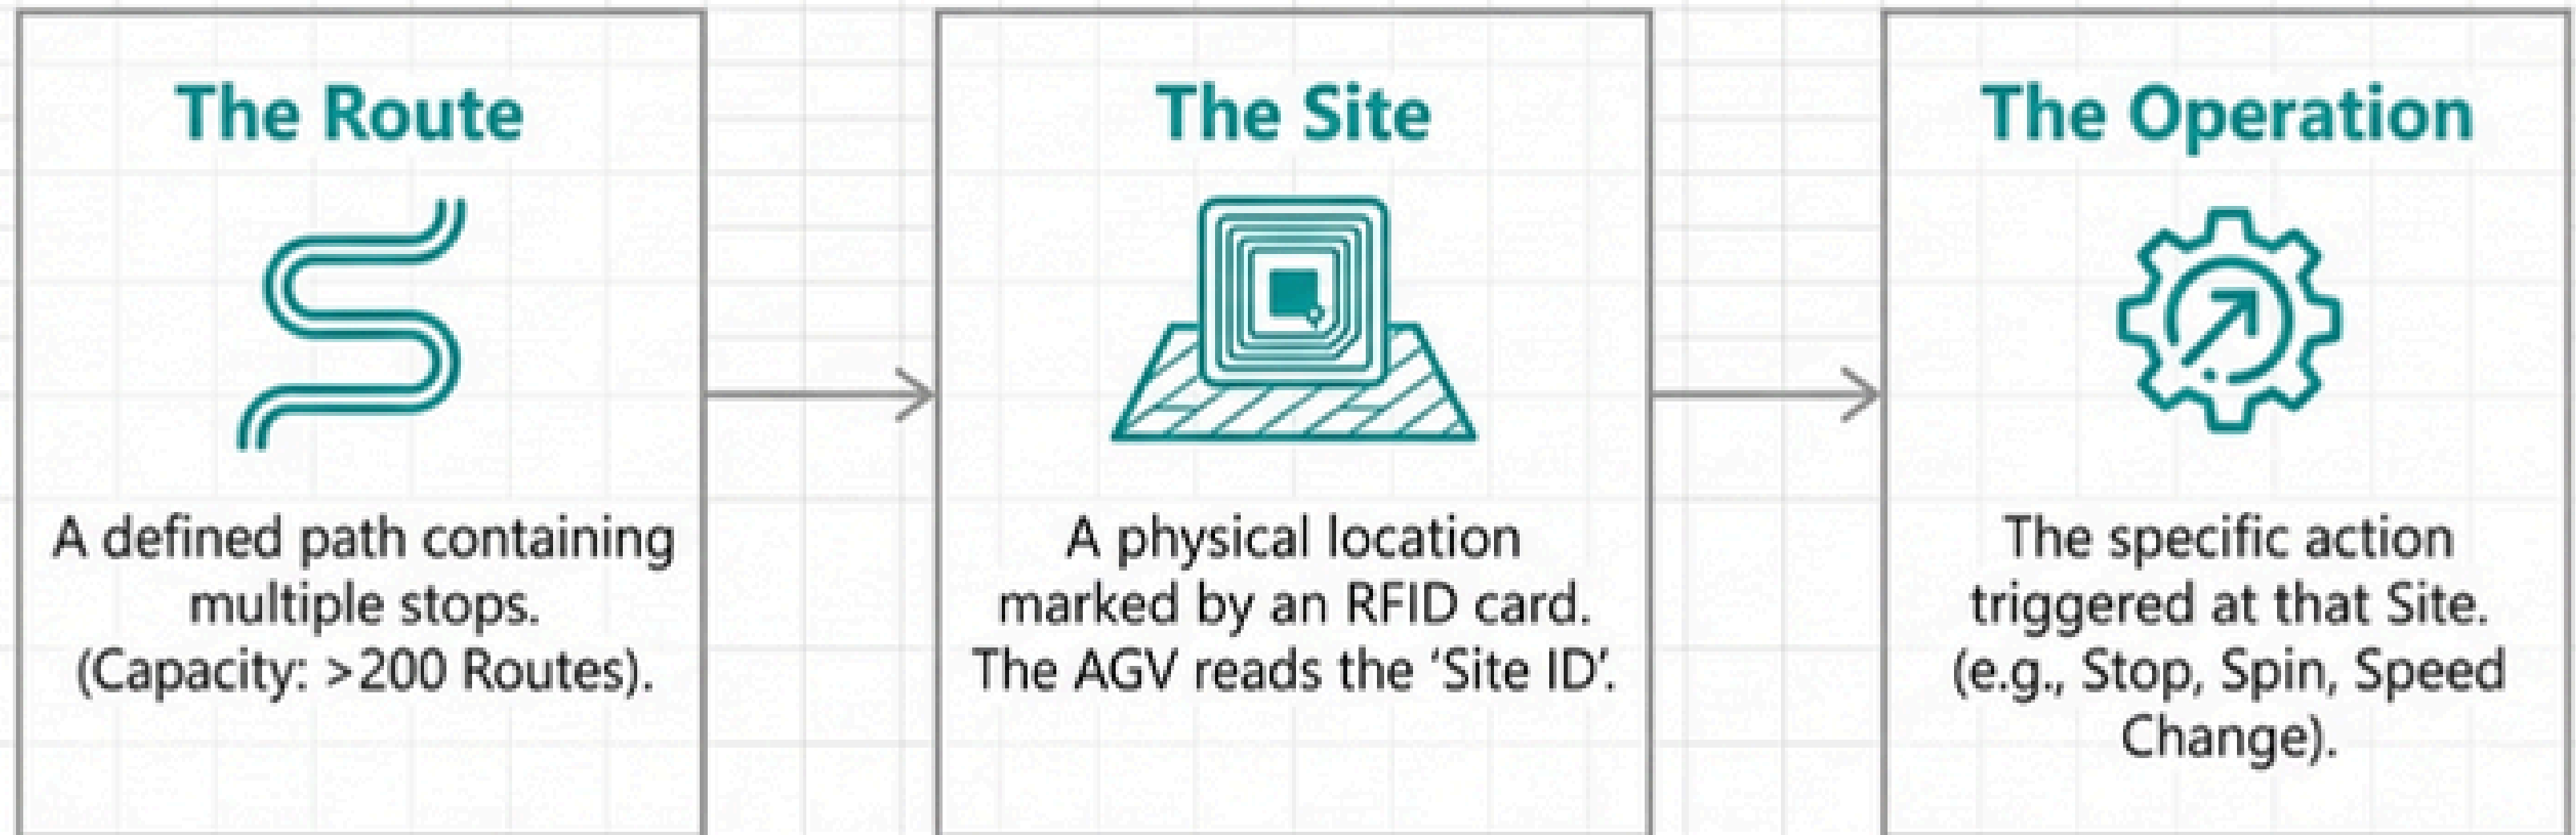 The Route
A defined path containing
multiple stops.
(Capacity: >200 Routes).
The Site
A physical location
marked by an RFID card.
The AGV reads the ‘Site ID’.
The Operation
The specific action
triggered at that Site.
(e.g., Stop, Spin, Speed
Change).